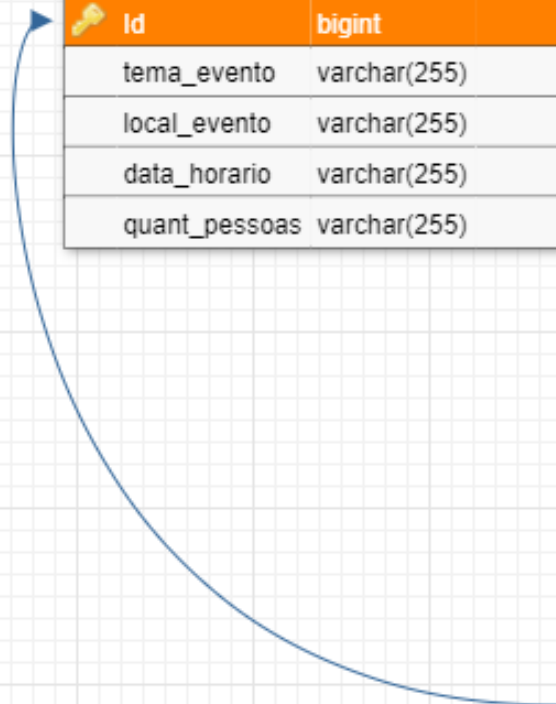 Id bigint
tema_evento varchar(255)
local_evento varchar(255)
data_horario varchar(255)
quant_pessoas varchar(255)